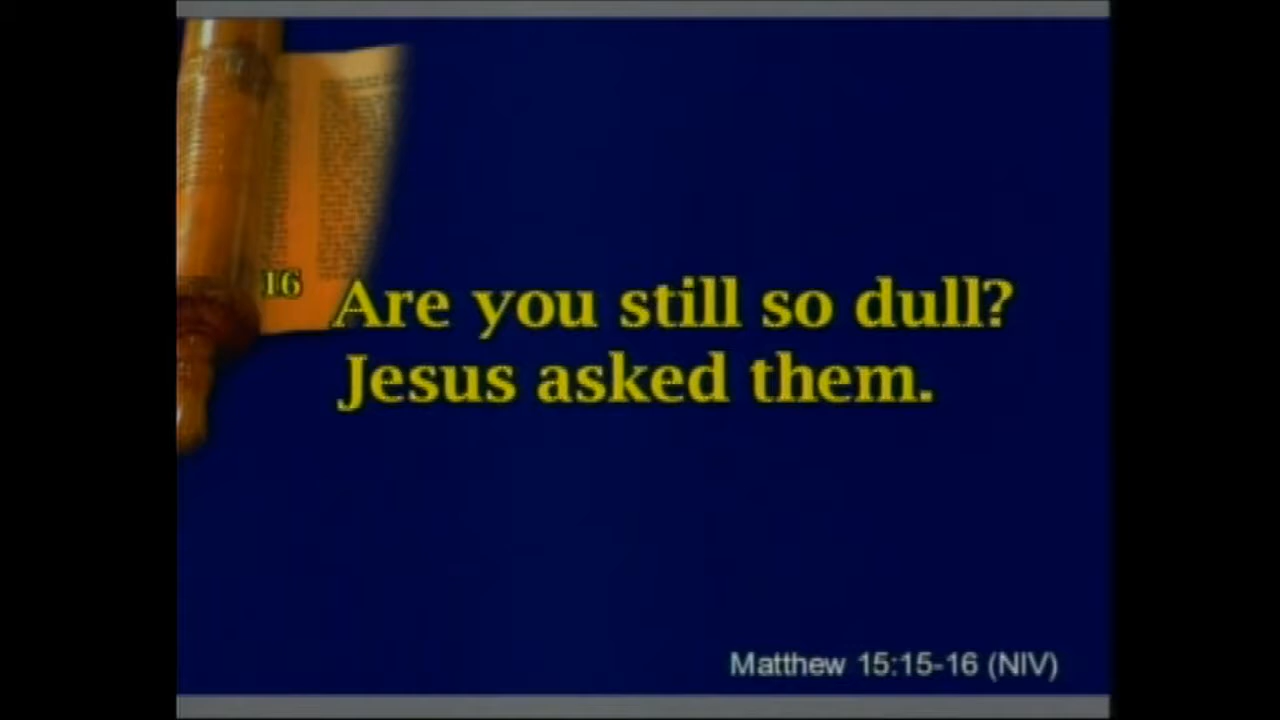 16 Are you still so dull?
Jesus asked them.
Matthew 15:15-16 (NIV)